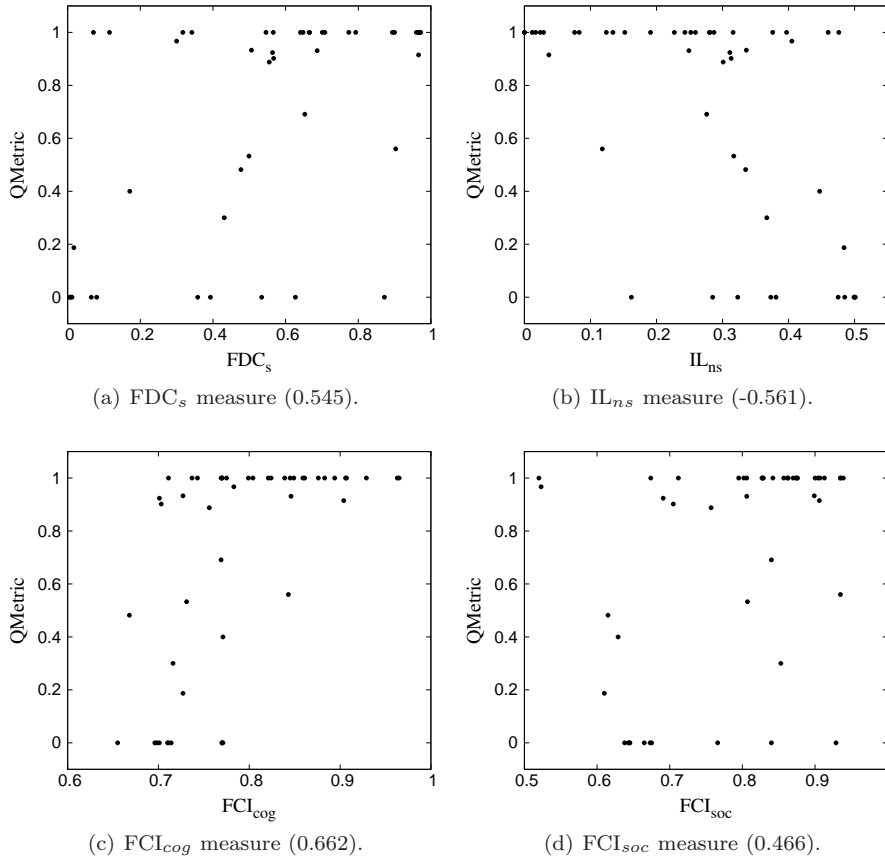 1
0.8
0.6
0.4
0.2
0
QMetric
0 0.2 0.4 0.6 0.8 1
FDCs
(a) FDCs measure (0.545).
1
0.8
0.6
0.4
0.2
0
QMetric
0 0.1 0.2 0.3 0.4 0.5
ILns
(b) ILns measure (-0.561).
1
0.8
0.6
0.4
0.2
0
QMetric
0.6 0.7 0.8 0.9 1
FCIcog
(c) FCIcog measure (0.662).
1
0.8
0.6
0.4
0.2
0
QMetric
0.5 0.6 0.7 0.8 0.9
FCIsoc
(d) FCIsoc measure (0.466).